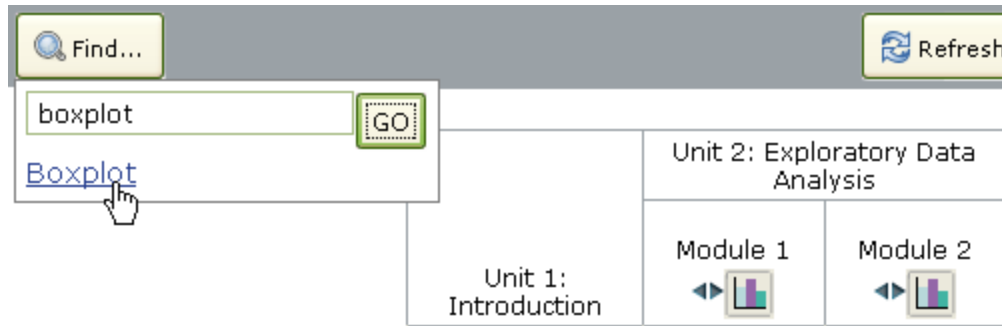 Find...
Refresh
boxplot
GO
Boxplot
Unit 2: Exploratory Data
Analysis
Module 1
Module 2
Unit 1:
Introduction